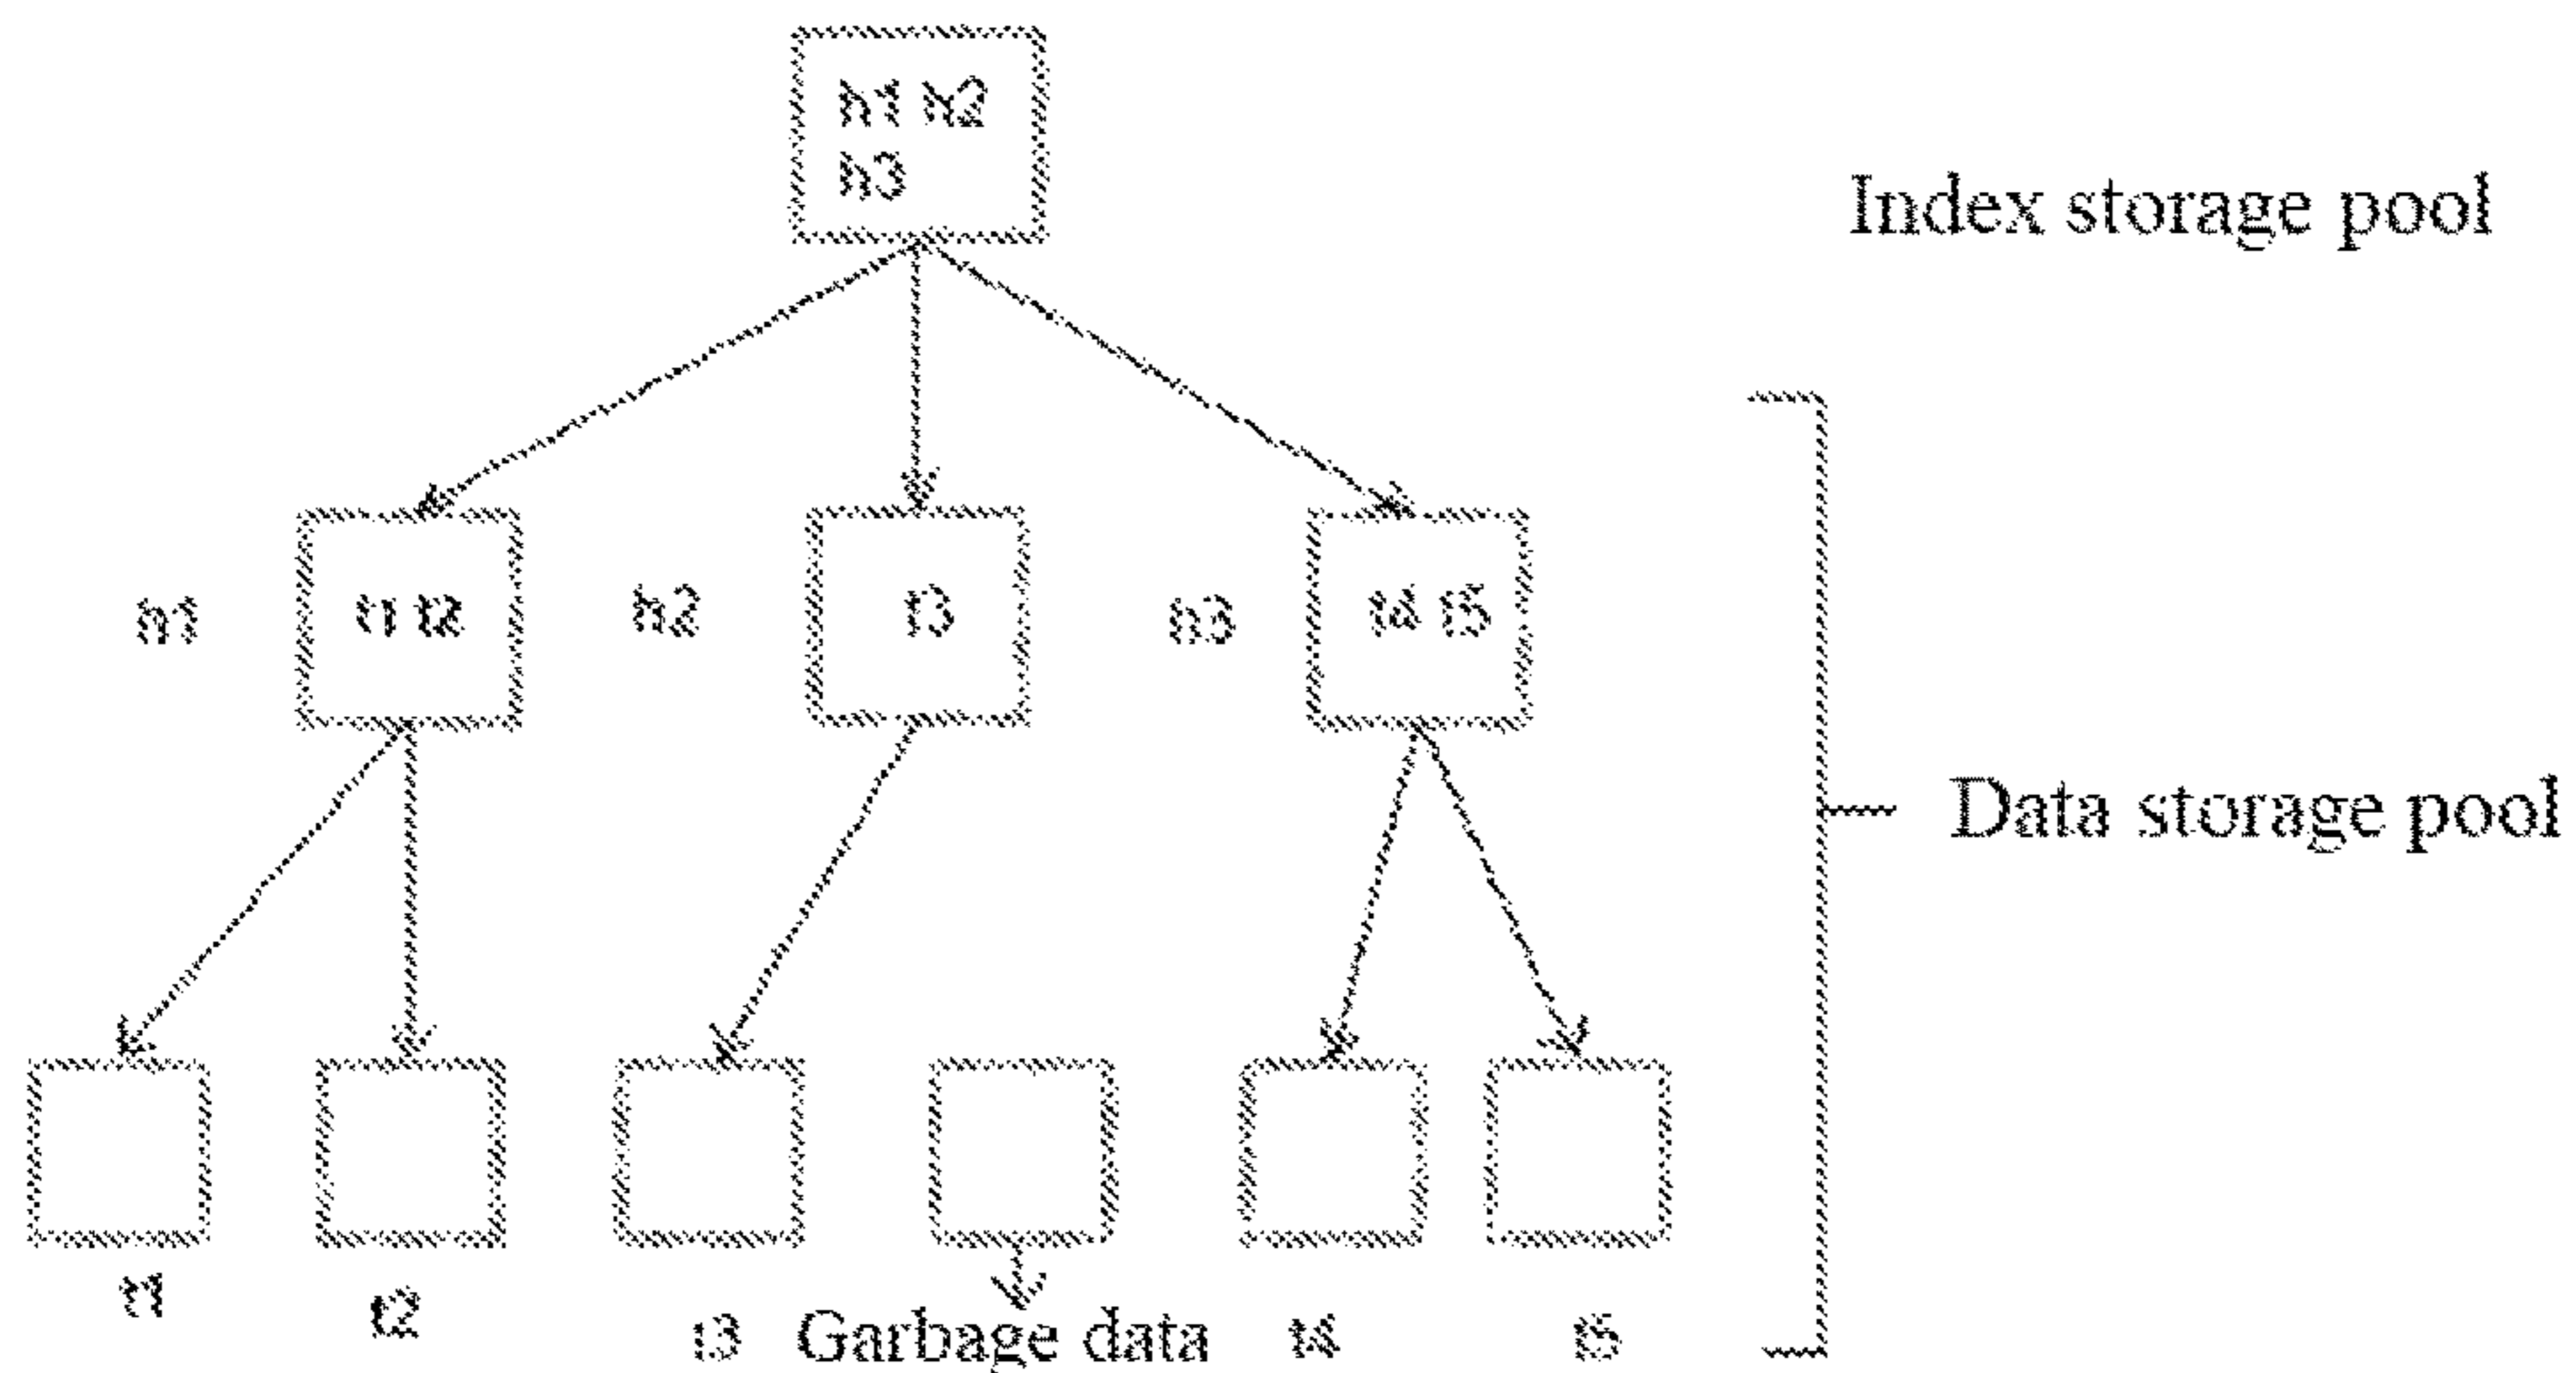 h1 h2
h3
Index storage pool
h1
t1 t2
h2
t3
h3
t4 t5
Data storage pool
t1
t2
t3
Garbage data
t4
t5